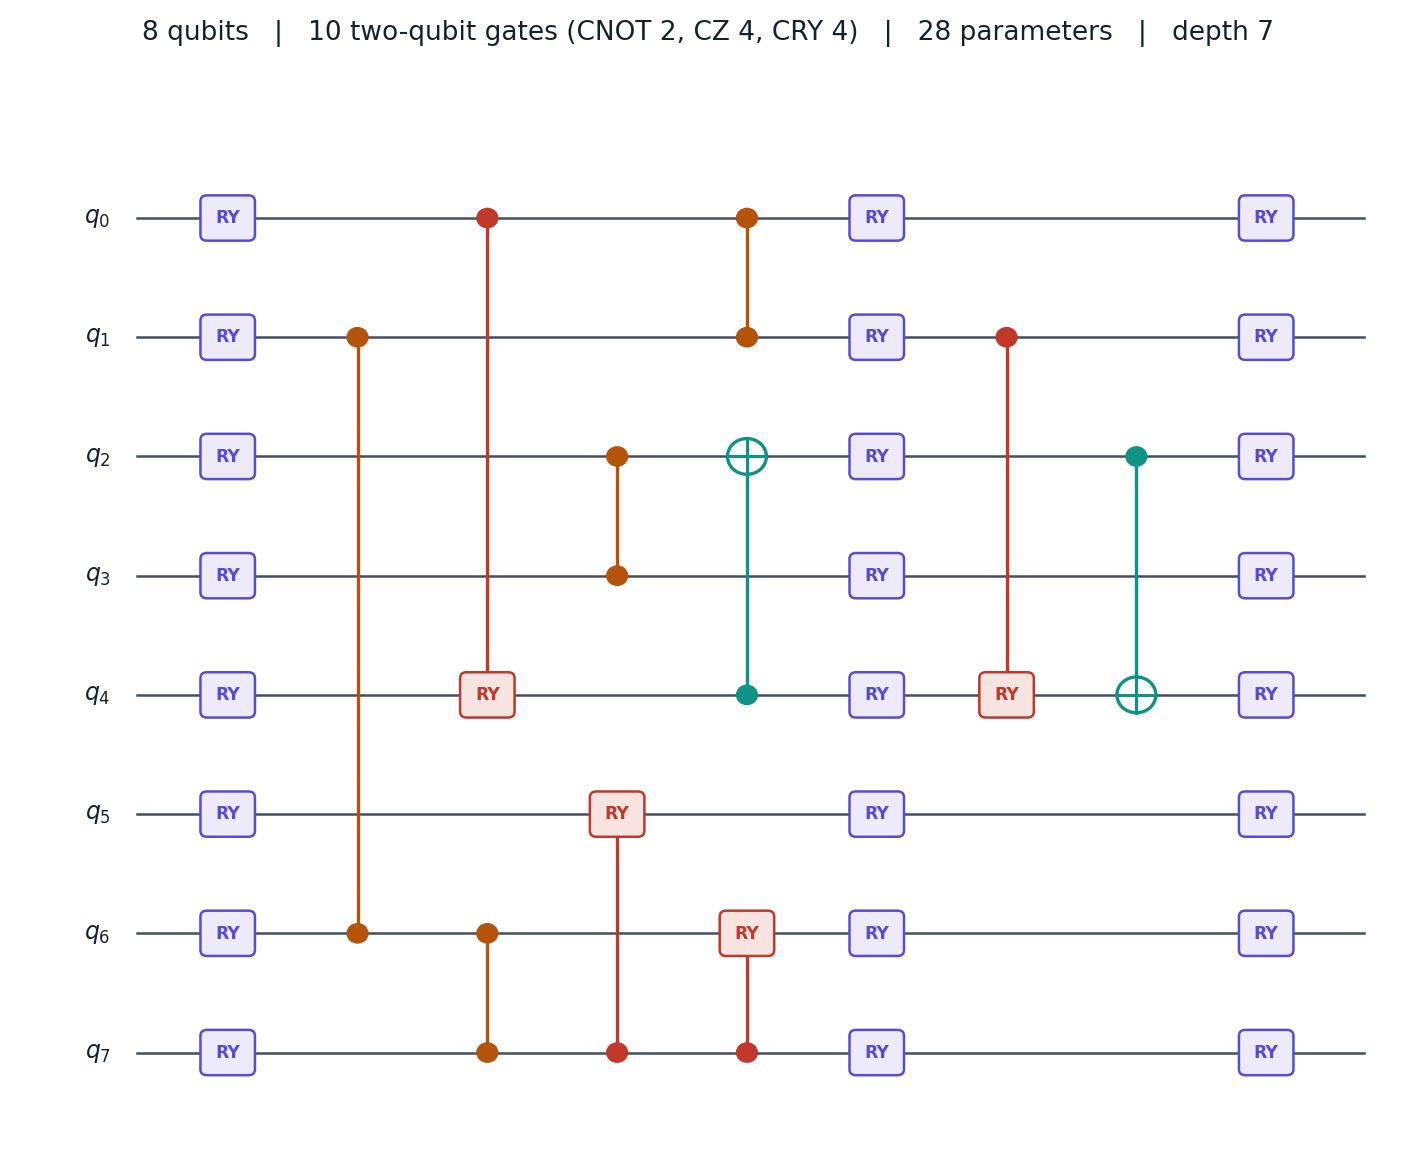 8 qubits | 10 two-qubit gates (CNOT 2, CZ 4, CRY 4) | 28 parameters | depth 7
q0 RY RY RY
q1 RY RY RY
q2 RY RY RY
q3 RY RY RY
q4 RY RY RY RY RY
q5 RY RY RY RY
q6 RY RY RY RY
q7 RY RY RY